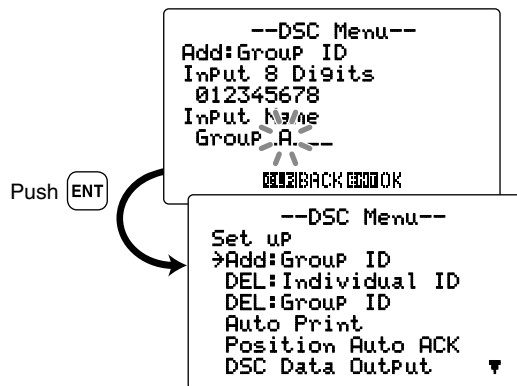 --DSC Menu--
Add:Group ID
Input 8 Digits
012345678
Input Name
Group A.__
BACK OK
Push ENT
--DSC Menu--
Set up
→Add:Group ID
DEL:Individual ID
DEL:Group ID
Auto Print
Position Auto ACK
DSC Data Output ▼